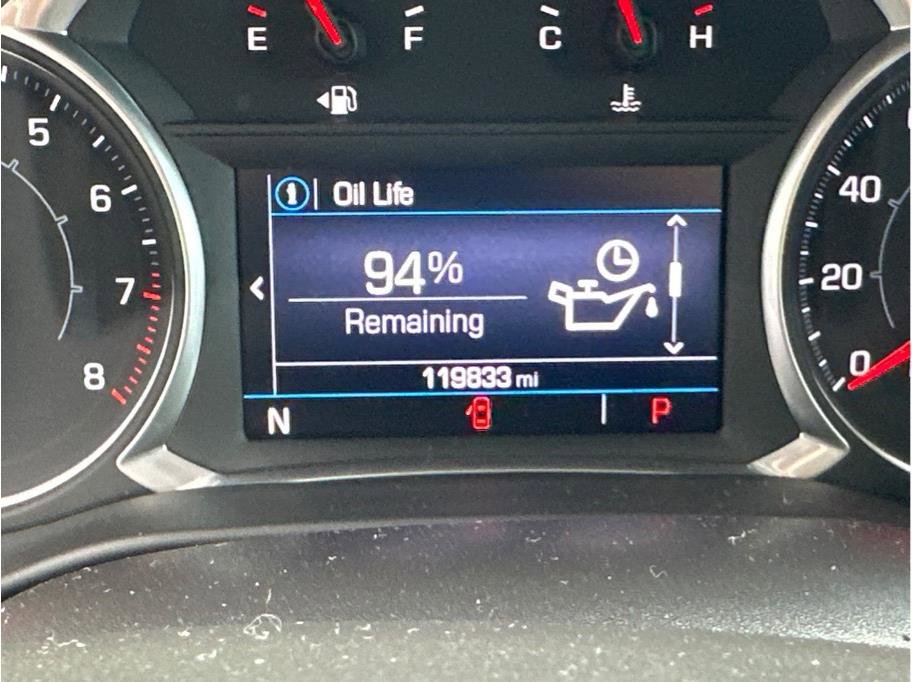 E F C H
5
6
7
8
40
20
0
Oil Life
94%
Remaining
119833 mi
N P